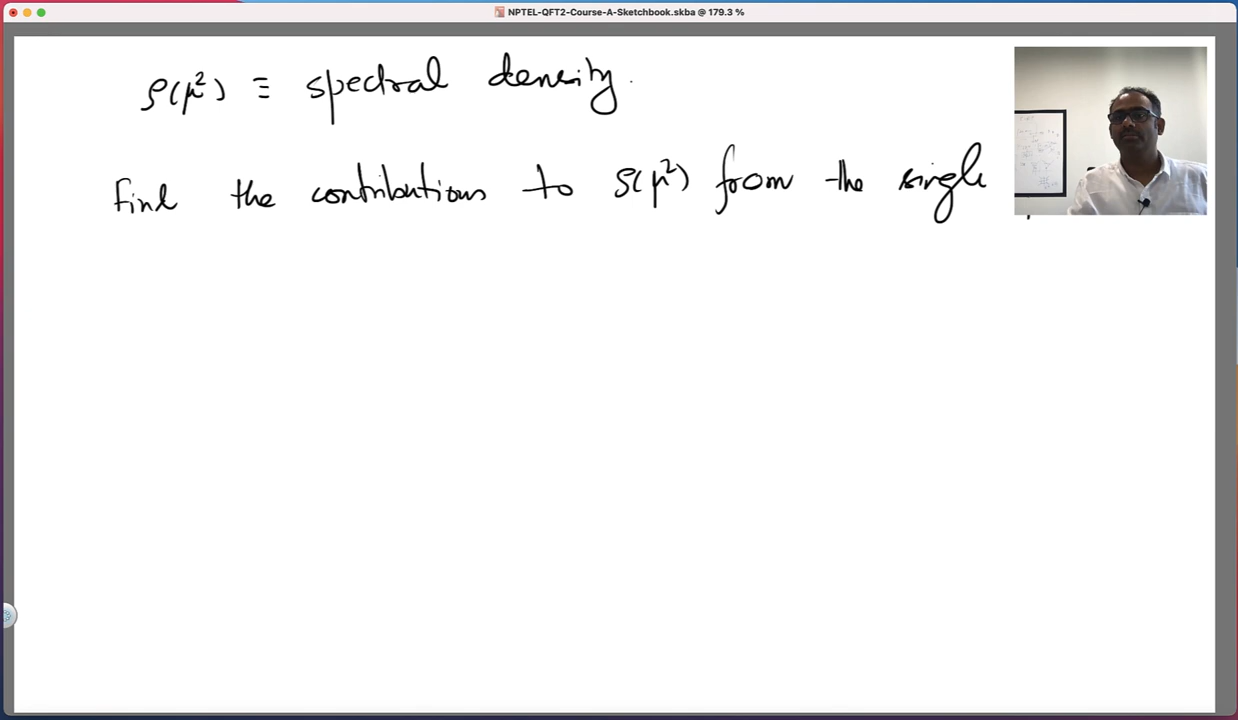 NPTEL-QFT2-Course-A-Sketchbook.skba @ 179.3 %
ρ(μ²) ≡ spectral density.
Find the contributions to ρ(μ²) from the single